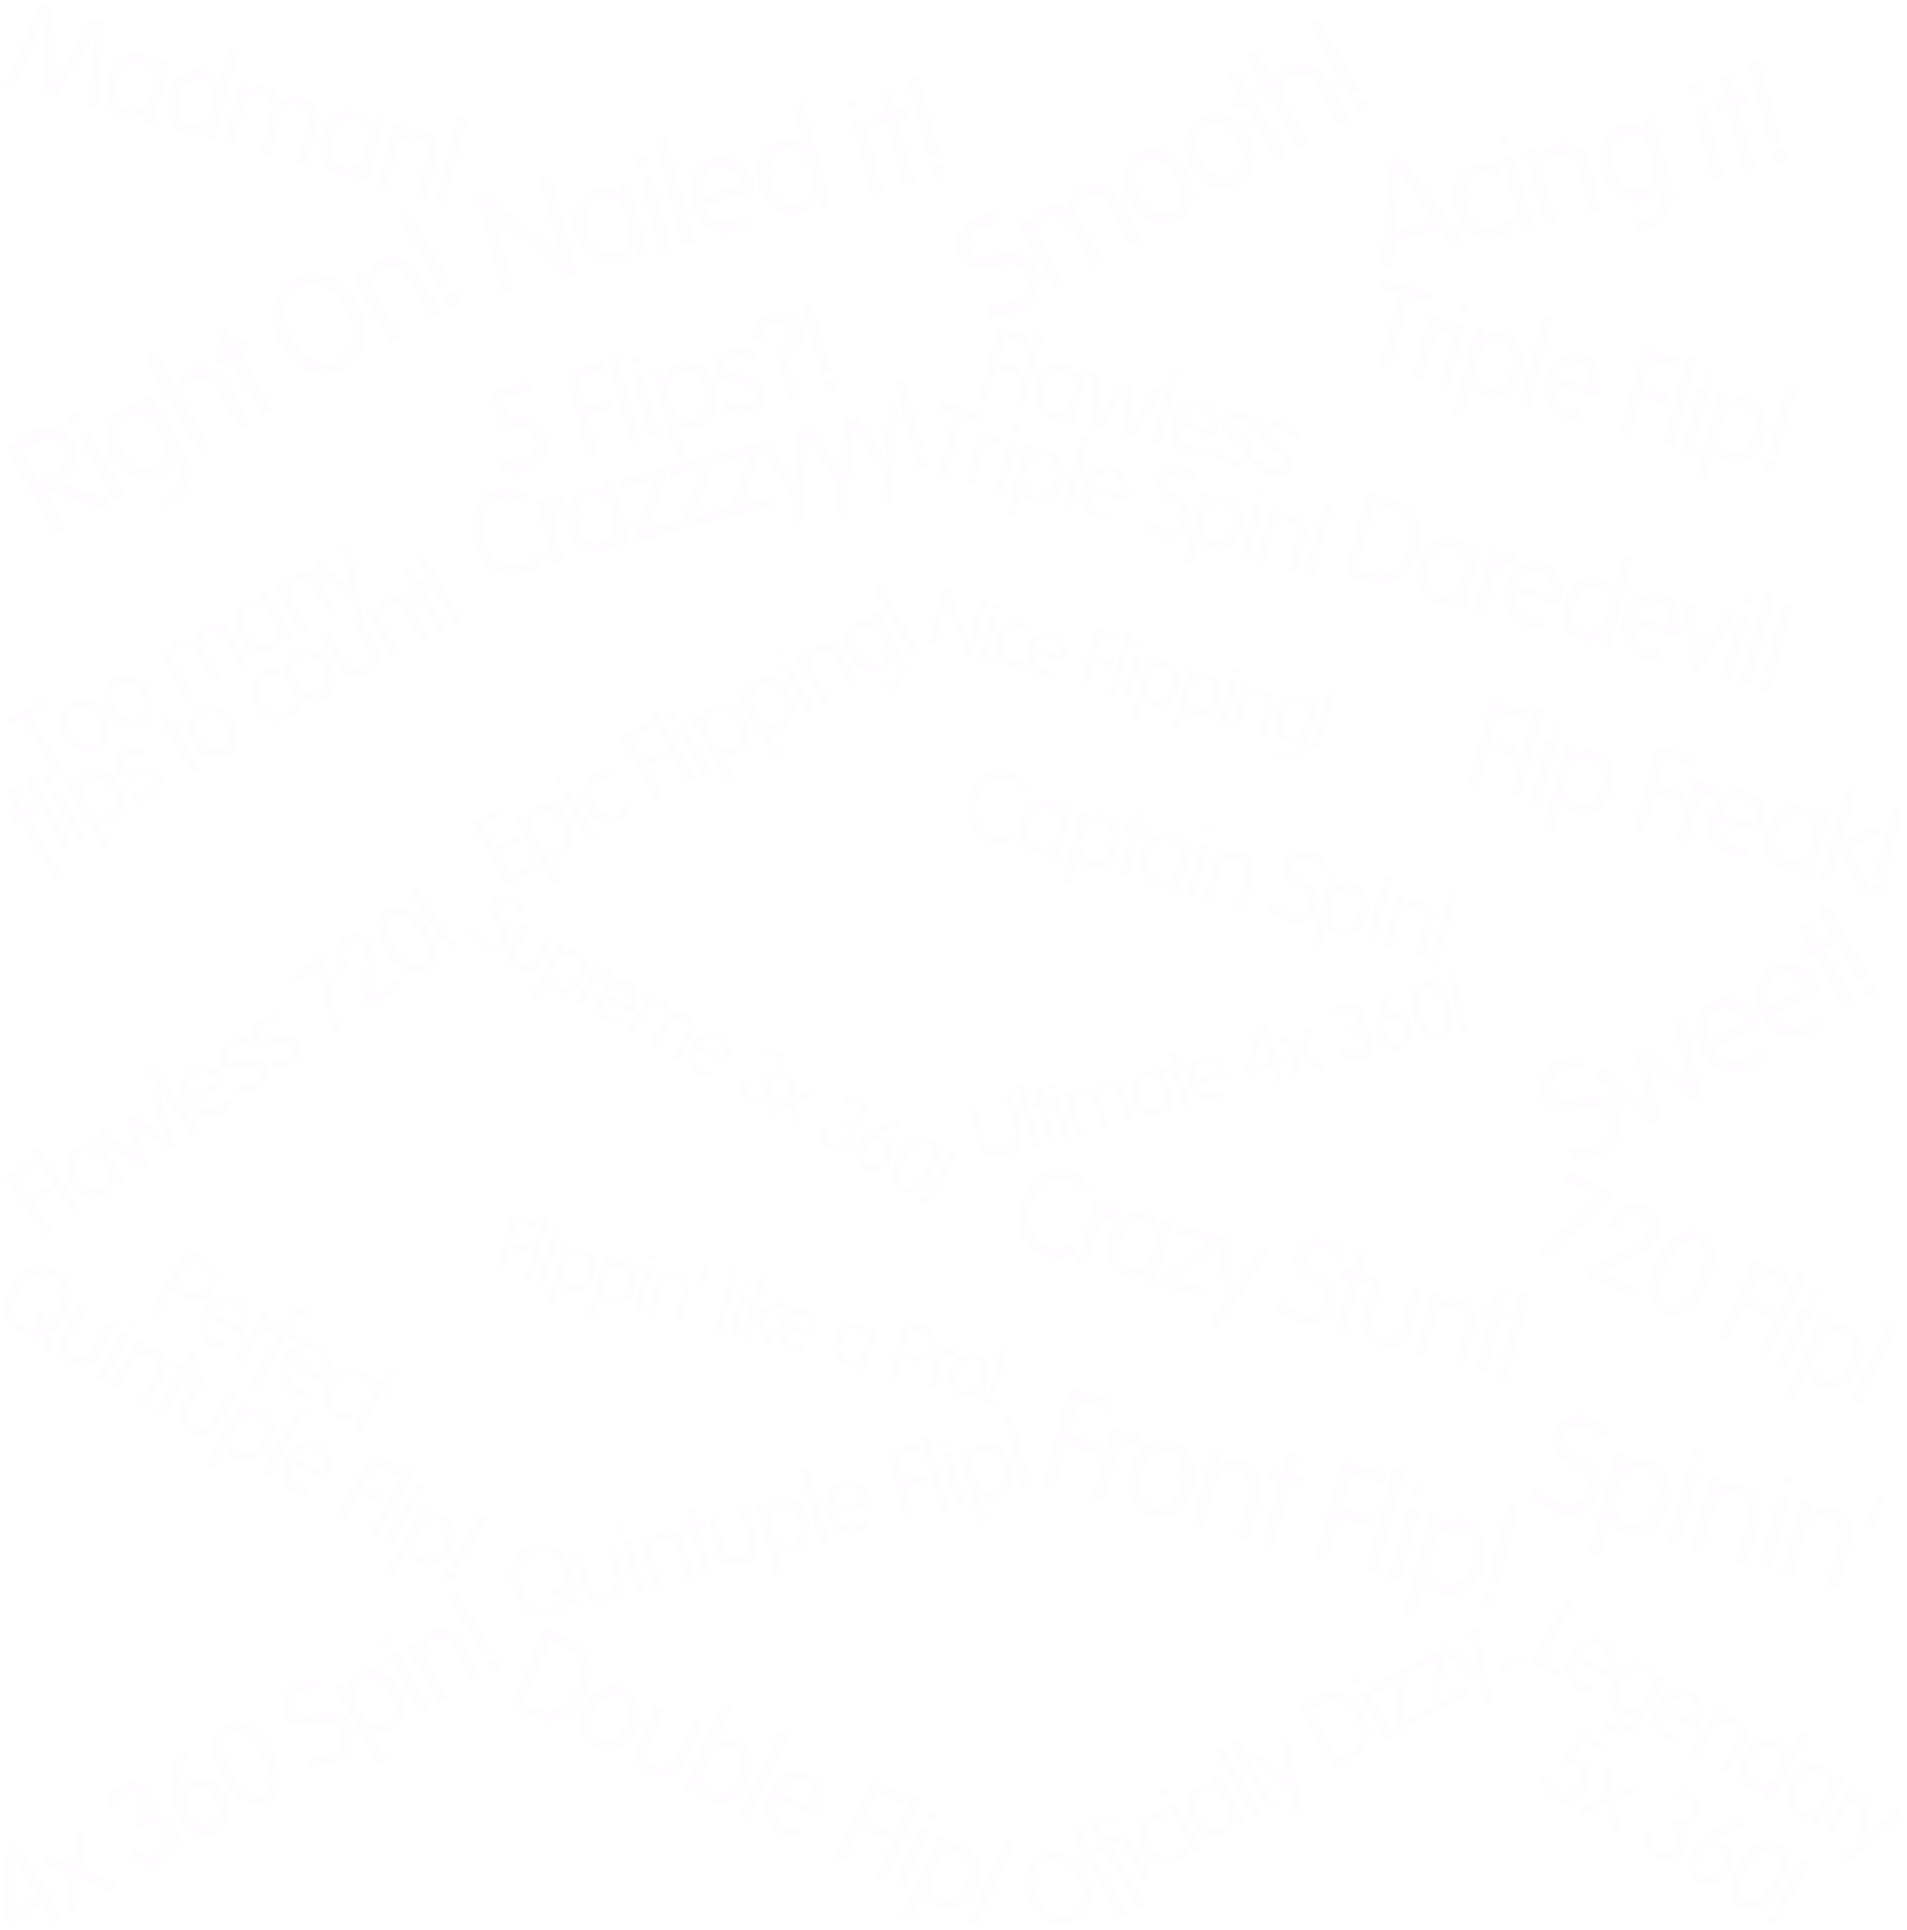 Madman!
Nailed it!
Smooth!
Acing it!
Right On!
5 Flips?!
Flawless
Triple Spin!
Triple Flip!
Crazzzyyy!
Daredevil!
Too many
flips to count!
Epic Flipping!
Nice Flipping!
Flip Freak!
Captain Spin!
Flawless 720!
Supreme 3x 360!
Ultimate 4x 360!
Sweet!
Crazy Stunt!
720 Flip!
Perfect
Quintuple Flip!
Flippin' like a Pro!
Quintuple Flip!
Front Flip!
Spinin'
4x 360 Spin!
Double Flip!
Officially Dizzy.
Legendary
5x 360!